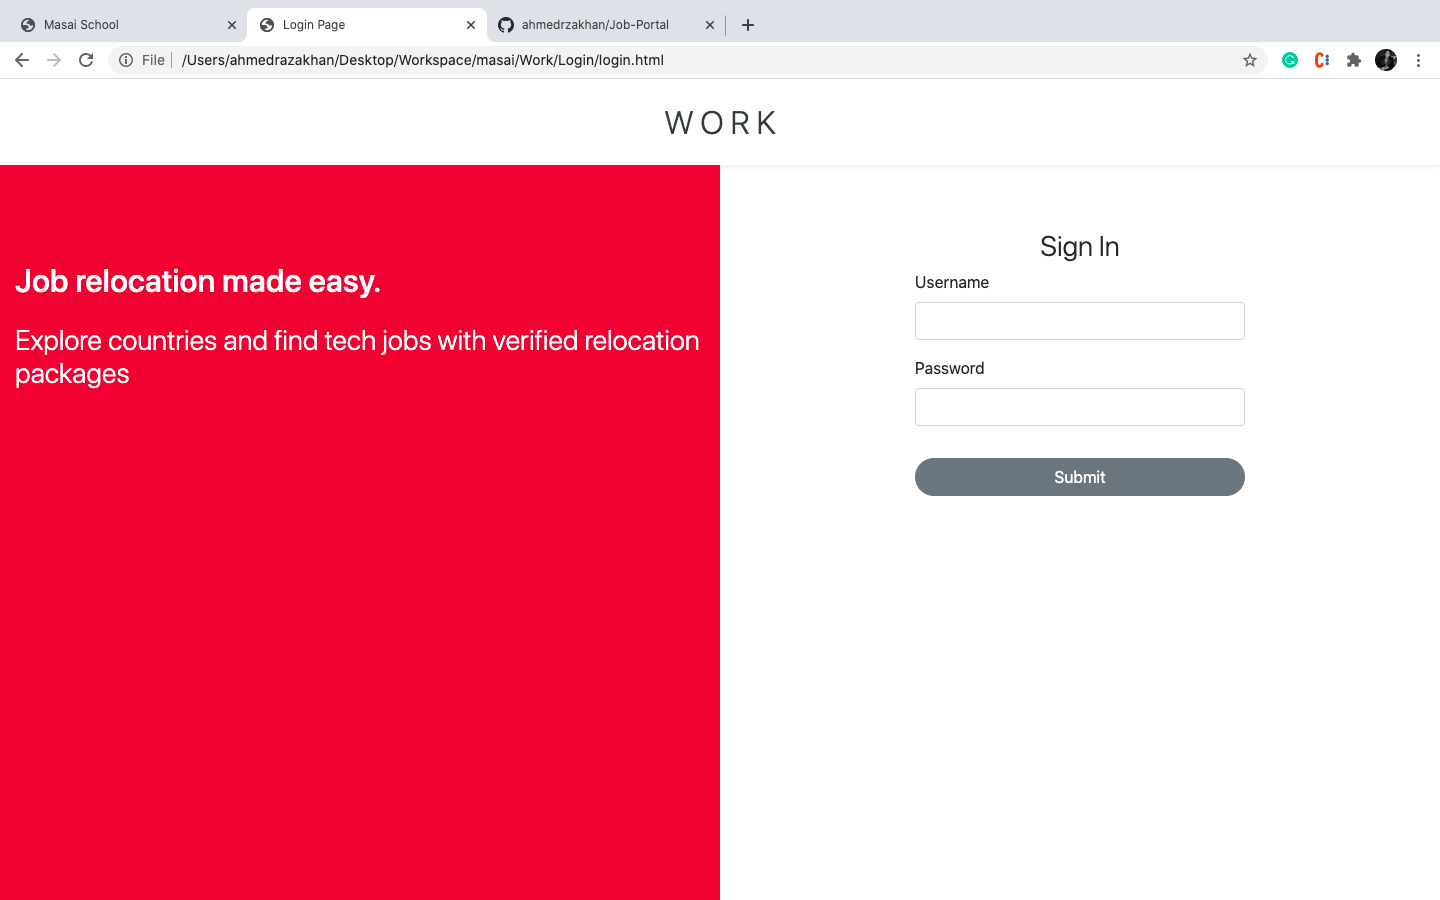 Masai School
Login Page
ahmedrzakhan/Job-Portal
File
/Users/ahmedrazakhan/Desktop/Workspace/masai/Work/Login/login.html
WORK
Job relocation made easy.
Explore countries and find tech jobs with verified relocation
packages
Sign In
Username
Password
Submit